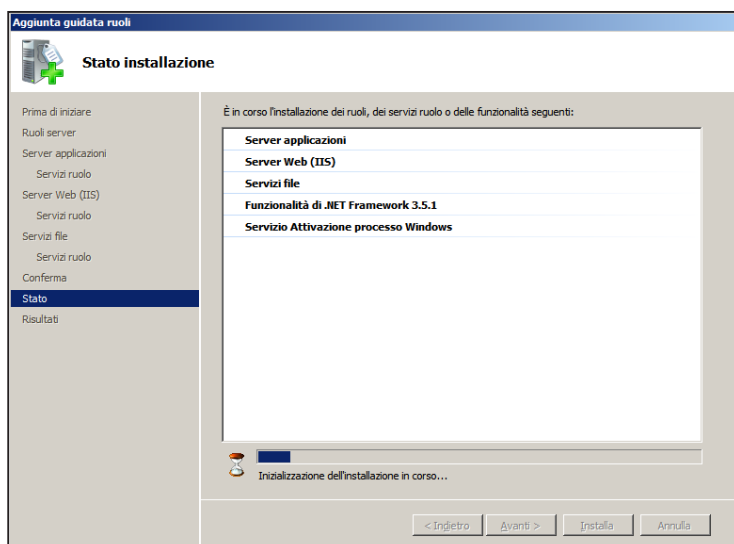 Aggiunta guidata ruoli
Stato installazione
Prima di iniziare
Ruoli server
Server applicazioni
Servizi ruolo
Server Web (IIS)
Servizi ruolo
Servizi file
Servizi ruolo
Conferma
Stato
Risultati
È in corso l'installazione dei ruoli, dei servizi ruolo o delle funzionalità seguenti:
Server applicazioni
Server Web (IIS)
Servizi file
Funzionalità di .NET Framework 3.5.1
Servizio Attivazione processo Windows
Inizializzazione dell'installazione in corso...
< Indietro Avanti > Installa Annulla